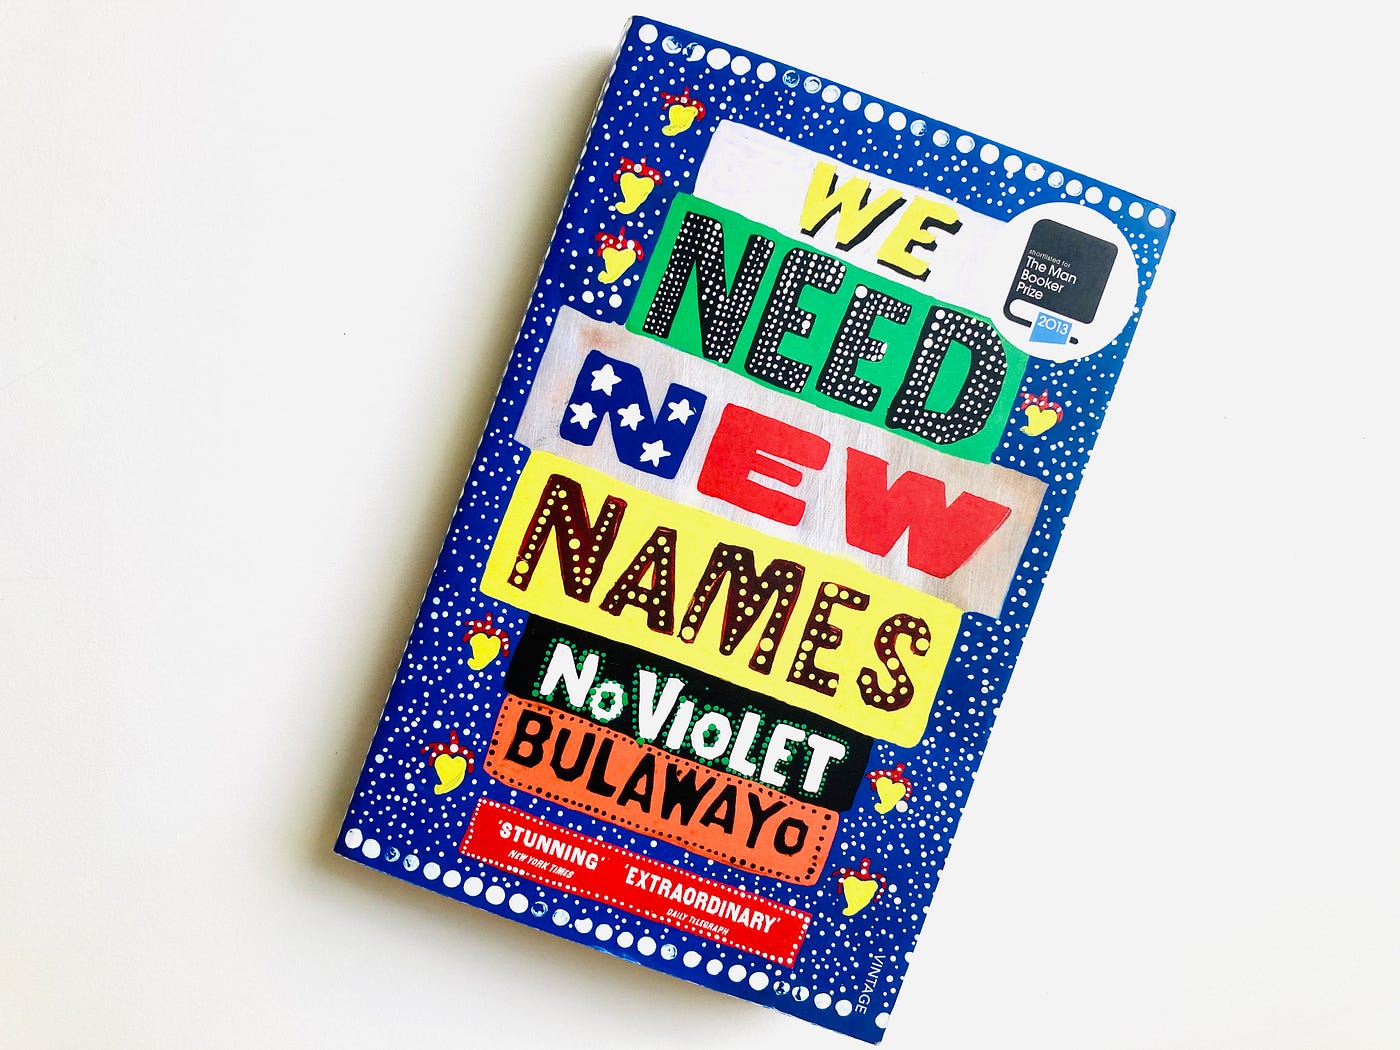 WE
NEED
NEW
NAMES
NoVioLET
BULAWAYO
shortlisted for
The Man
Booker
Prize
2013
'STUNNING'
NEW YORK TIMES
'EXTRAORDINARY'
DAILY TELEGRAPH
VINTAGE